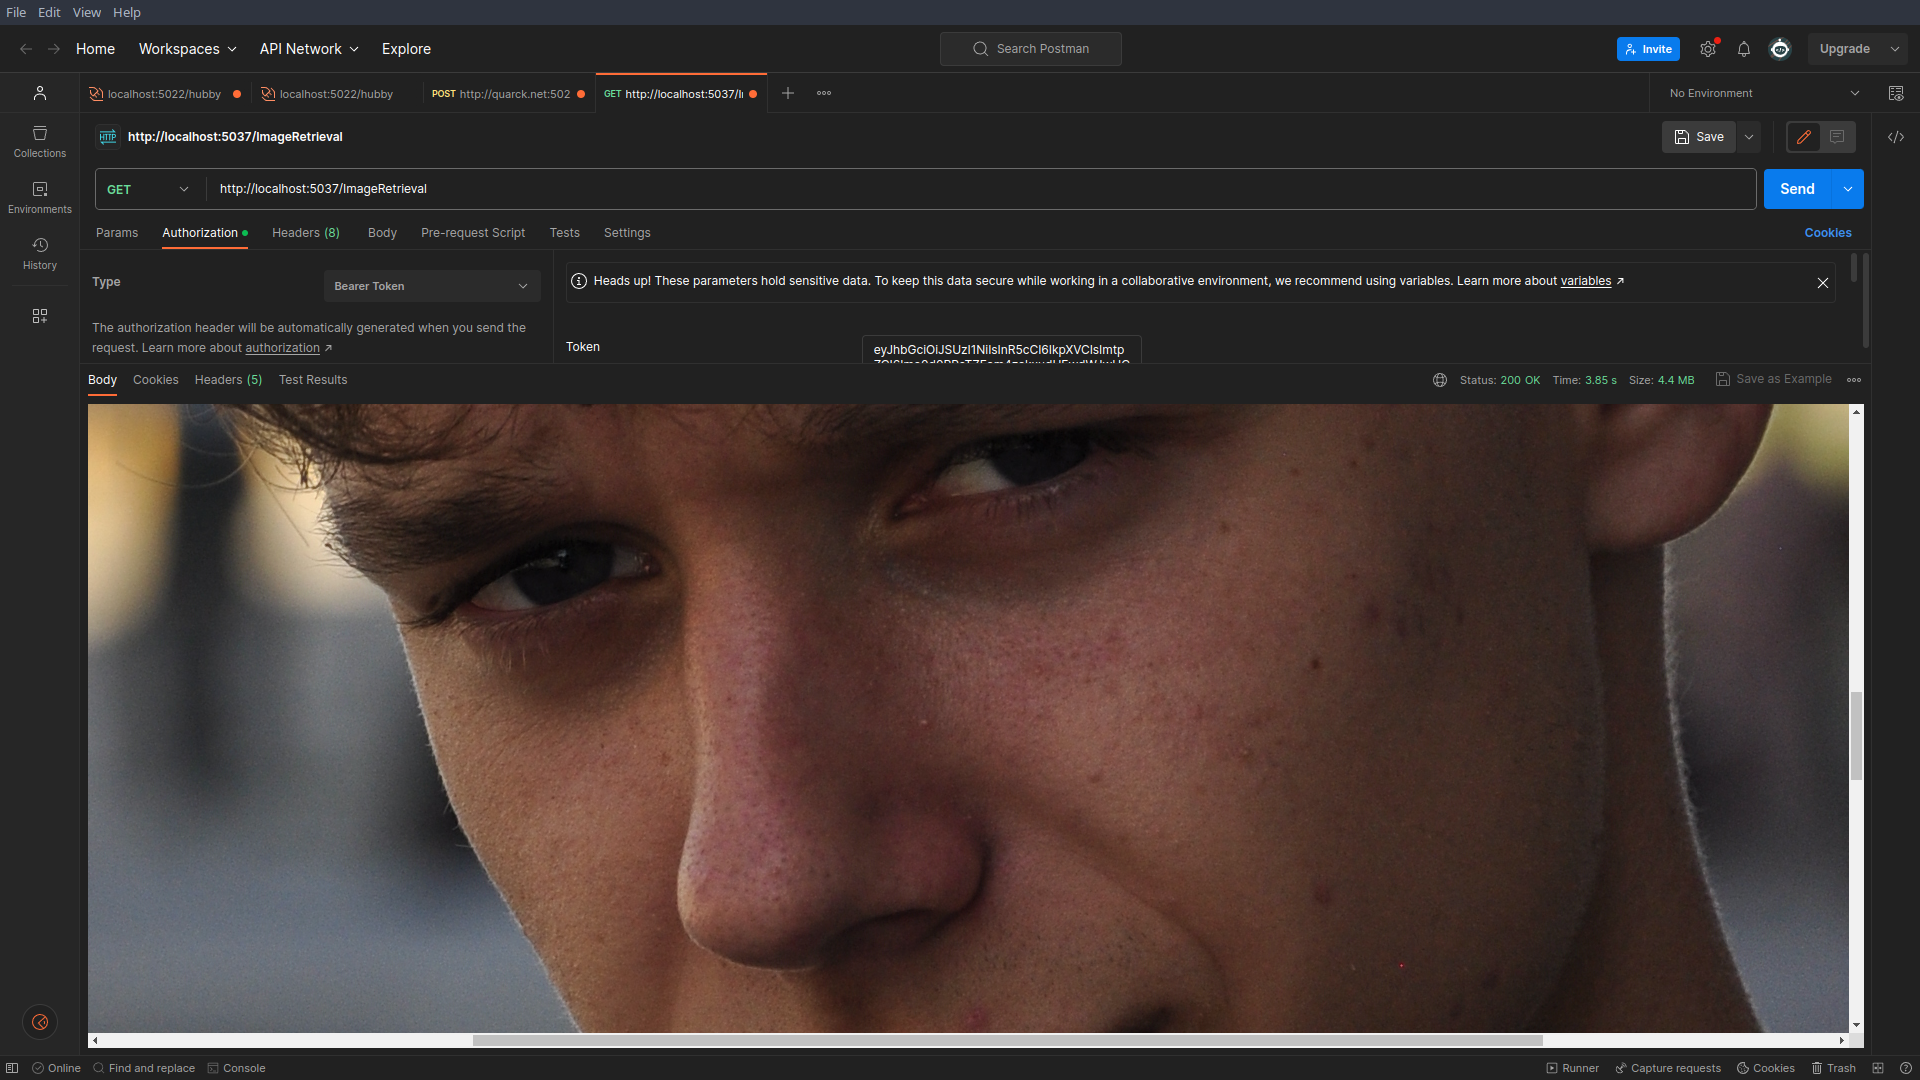 File Edit View Help
Home Workspaces API Network Explore Search Postman Invite Upgrade
localhost:5022/hubby localhost:5022/hubby POST http://quarck.net:502 GET http://localhost:5037/I No Environment
HTTP http://localhost:5037/ImageRetrieval Save
Collections
GET http://localhost:5037/ImageRetrieval Send
Environments
Params Authorization Headers (8) Body Pre-request Script Tests Settings Cookies
History
Type Bearer Token
Heads up! These parameters hold sensitive data. To keep this data secure while working in a collaborative environment, we recommend using variables. Learn more about variables
The authorization header will be automatically generated when you send the
request. Learn more about authorization
Token
Body Cookies Headers (5) Test Results Status: 200 OK Time: 3.85 s Size: 4.4 MB Save as Example
Online Find and replace Console Runner Capture requests Cookies Trash